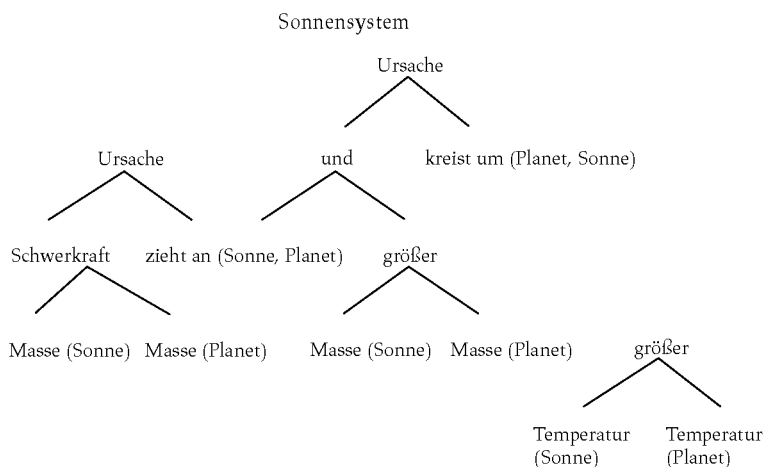 Sonnensystem
Ursache
Ursache und kreist um (Planet, Sonne)
Schwerkraft zieht an (Sonne, Planet) größer
Masse (Sonne) Masse (Planet) Masse (Sonne) Masse (Planet) größer
Temperatur Temperatur
(Sonne) (Planet)